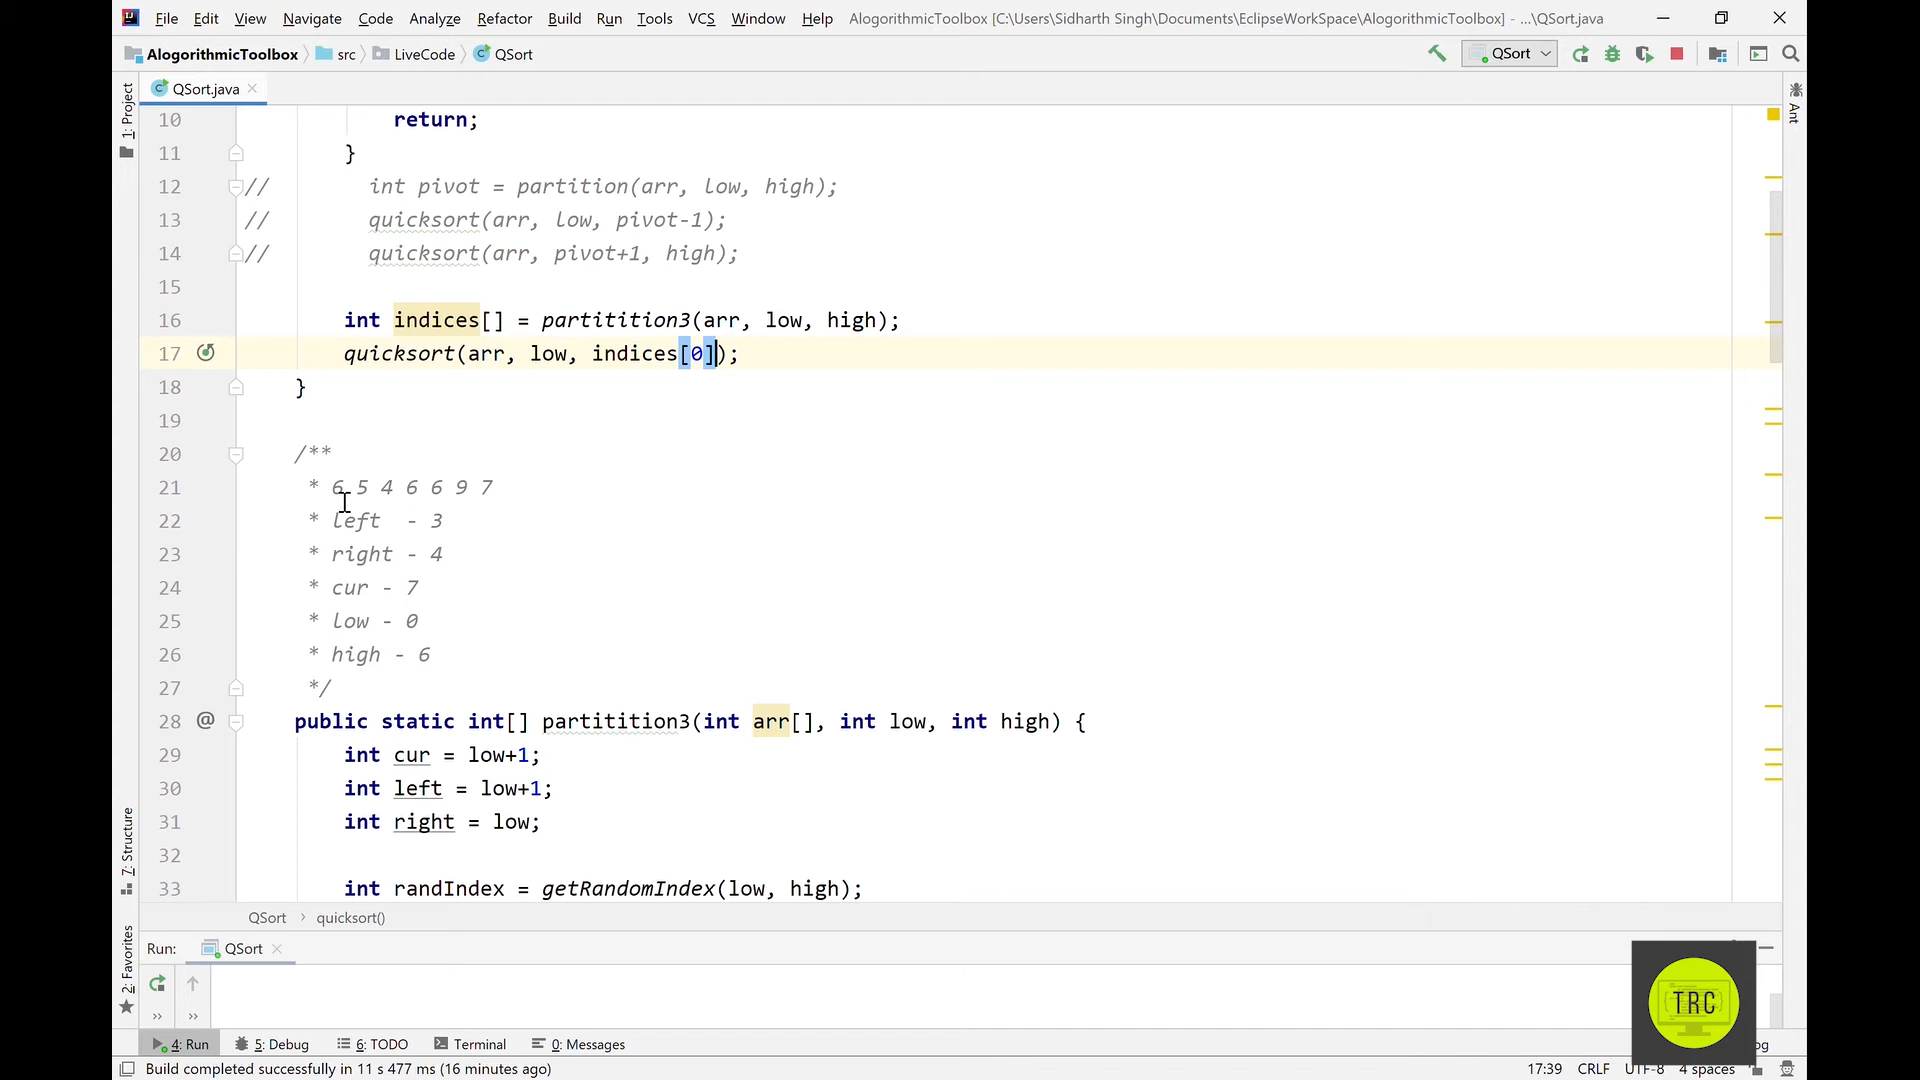 File Edit View Navigate Code Analyze Refactor Build Run Tools VCS Window Help AlogorithmicToolbox [C:\Users\Sidharth Singh\Documents\EclipseWorkSpace\AlogorithmicToolbox] - ...\QSort.java
AlogorithmicToolbox src LiveCode QSort QSort
1: Project
QSort.java
Ant
10 return;
11 }
12 // int pivot = partition(arr, low, high);
13 // quicksort(arr, low, pivot-1);
14 // quicksort(arr, pivot+1, high);
15
16 int indices[] = partitition3(arr, low, high);
17 quicksort(arr, low, indices[0]);
18 }
19
20 /**
21 * 6 5 4 6 6 9 7
22 * left - 3
23 * right - 4
24 * cur - 7
25 * low - 0
26 * high - 6
27 */
28 @ public static int[] partitition3(int arr[], int low, int high) {
29 int cur = low+1;
30 int left = low+1;
31 int right = low;
32
33 int randIndex = getRandomIndex(low, high);
7: Structure
2: Favorites
QSort › quicksort()
Run: QSort
» »
TRC
4: Run 5: Debug 6: TODO Terminal 0: Messages
Build completed successfully in 11 s 477 ms (16 minutes ago) 17:39 CRLF UTF-8 4 spaces